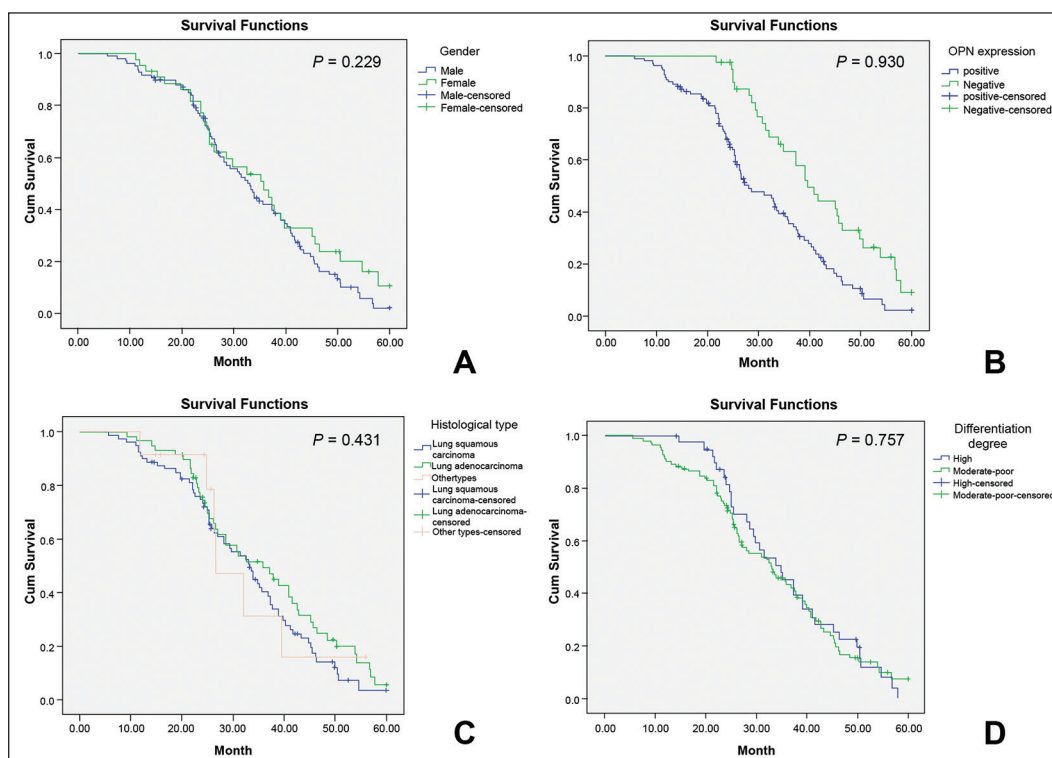 Survival Functions
P = 0.229
Gender
Male
Female
Male-censored
Female-censored
Cum Survival
1.0
0.8
0.6
0.4
0.2
0.0
0.00 10.00 20.00 30.00 40.00 50.00 60.00
Month
A
Survival Functions
P = 0.930
OPN expression
positive
Negative
positive-censored
Negative-censored
Cum Survival
1.0
0.8
0.6
0.4
0.2
0.0
0.00 10.00 20.00 30.00 40.00 50.00 60.00
Month
B
Survival Functions
P = 0.431
Histological type
Lung squamous
carcinoma
Lung adenocarcinoma
Othertypes
Lung squamous
carcinoma-censored
Lung adenocarcinoma-
censored
Other types-censored
Cum Survival
1.0
0.8
0.6
0.4
0.2
0.0
0.00 10.00 20.00 30.00 40.00 50.00 60.00
Month
C
Survival Functions
P = 0.757
Differentiation
degree
High
Moderate-poor
High-censored
Moderate-poor-censored
Cum Survival
1.0
0.8
0.6
0.4
0.2
0.0
0.00 10.00 20.00 30.00 40.00 50.00 60.00
Month
D